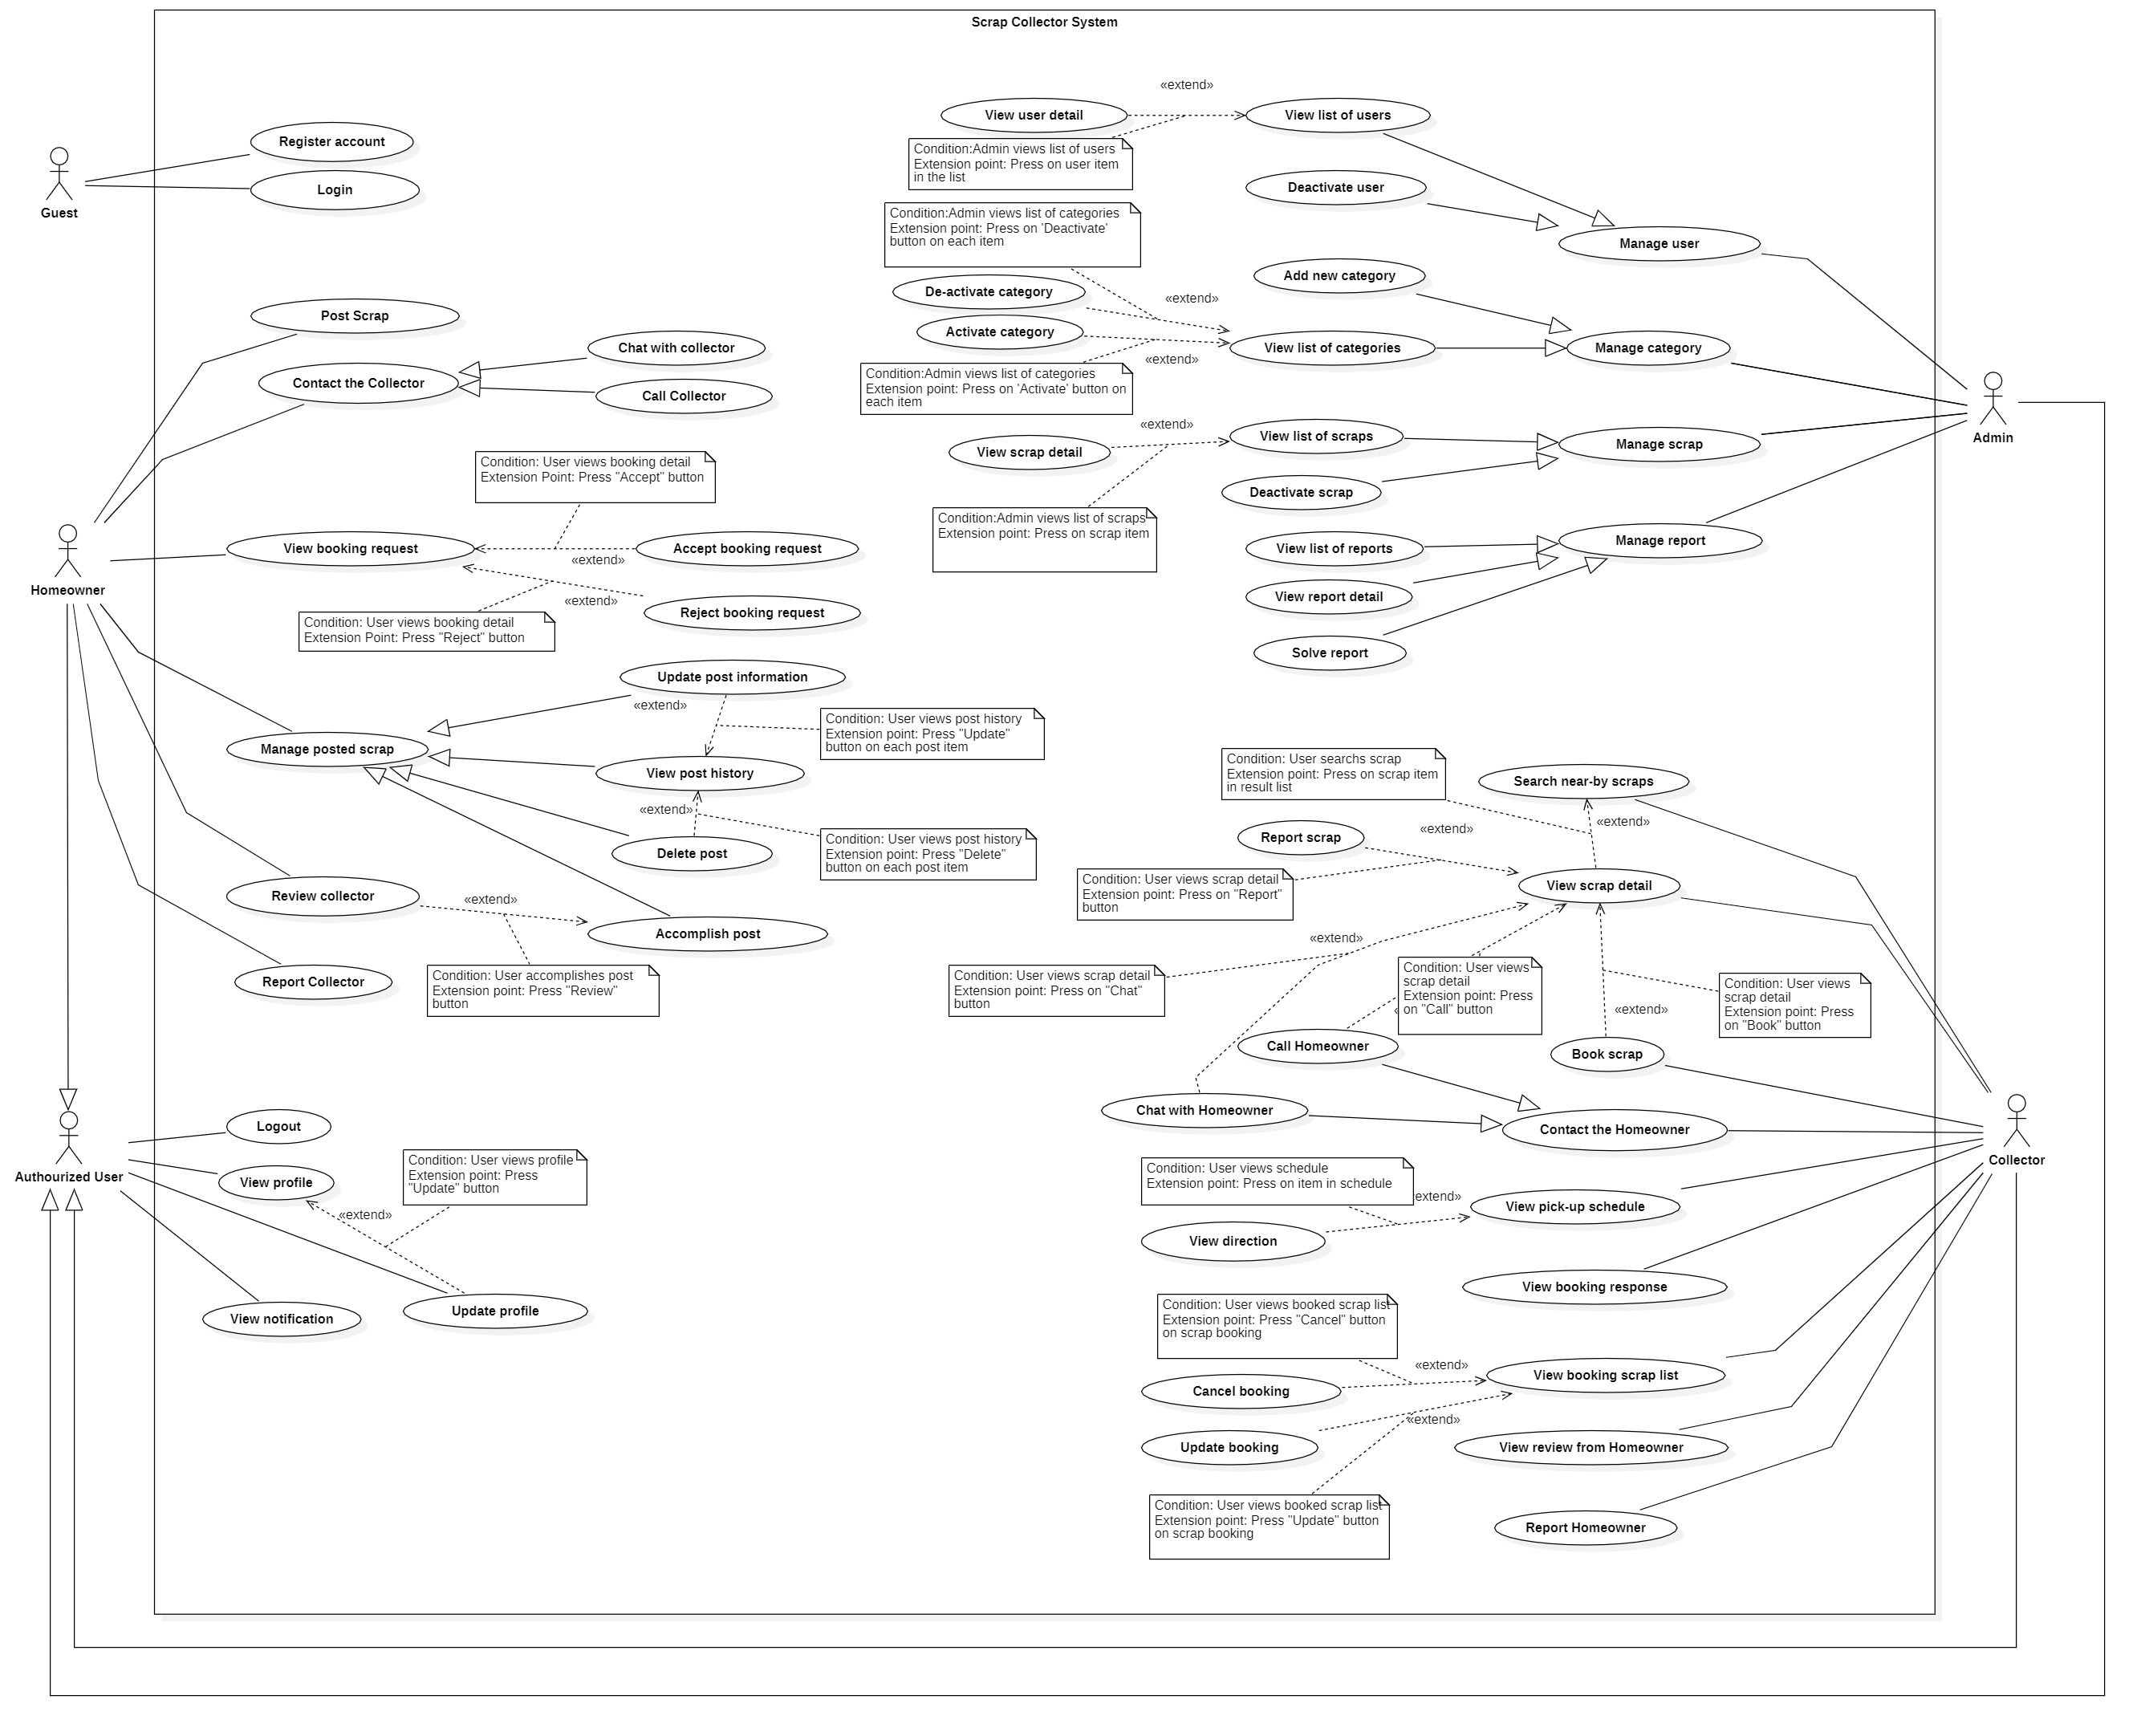 Scrap Collector System
Guest
Register account
Login
Post Scrap
Contact the Collector
Chat with collector
Call Collector
Homeowner
Condition: User views booking detail
Extension Point: Press "Accept" button
View booking request
Accept booking request
«extend»
«extend»
Reject booking request
Condition: User views booking detail
Extension Point: Press "Reject" button
Update post information
«extend»
Condition: User views post history
Extension point: Press "Update"
button on each post item
Manage posted scrap
View post history
«extend»
Condition: User views post history
Extension point: Press "Delete"
button on each post item
Delete post
Review collector
«extend»
Accomplish post
Report Collector
Condition: User accomplishes post
Extension point: Press "Review"
button
Authourized User
Logout
View profile
«extend»
Condition: User views profile
Extension point: Press
"Update" button
Update profile
View notification
«extend»
View user detail
View list of users
Condition:Admin views list of users
Extension point: Press on user item
in the list
Deactivate user
Manage user
Condition:Admin views list of categories
Extension point: Press on 'Deactivate'
button on each item
Add new category
De-activate category
«extend»
Activate category
View list of categories
Manage category
«extend»
Condition:Admin views list of categories
Extension point: Press on 'Activate' button on
each item
Admin
«extend»
View list of scraps
View scrap detail
Manage scrap
Deactivate scrap
Condition:Admin views list of scraps
Extension point: Press on scrap item
View list of reports
Manage report
View report detail
Solve report
Condition: User searchs scrap
Extension point: Press on scrap item
in result list
Search near-by scraps
«extend»
Report scrap
«extend»
Condition: User views scrap detail
Extension point: Press on "Report"
button
View scrap detail
«extend»
Condition: User views scrap detail
Extension point: Press on "Chat"
button
Condition: User views
scrap detail
Extension point: Press
on "Call" button
Condition: User views
scrap detail
Extension point: Press
on "Book" button
«extend»
Call Homeowner
Book scrap
Chat with Homeowner
Contact the Homeowner
Collector
Condition: User views schedule
Extension point: Press on item in schedule
extend»
View pick-up schedule
View direction
View booking response
Condition: User views booked scrap list
Extension point: Press "Cancel" button
on scrap booking
«extend»
View booking scrap list
Cancel booking
«extend»
Update booking
View review from Homeowner
Condition: User views booked scrap list
Extension point: Press "Update" button
on scrap booking
Report Homeowner